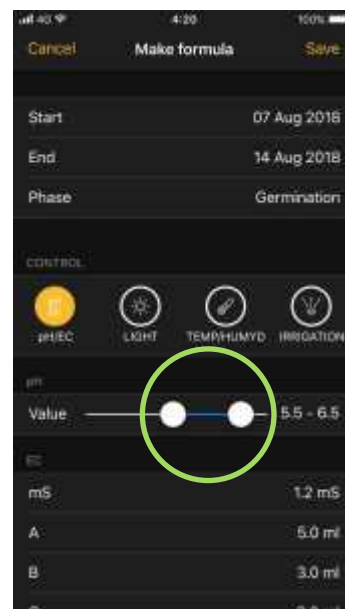 4G 4:20 100%
Cancel Make formula Save
Start 07 Aug 2018
End 14 Aug 2018
Phase Germination
CONTROL
pH/EC LIGHT TEMP/HUMYD IRRIGATION
pH
Value 5.5 - 6.5
EC
mS 1.2 mS
A 5.0 ml
B 3.0 ml